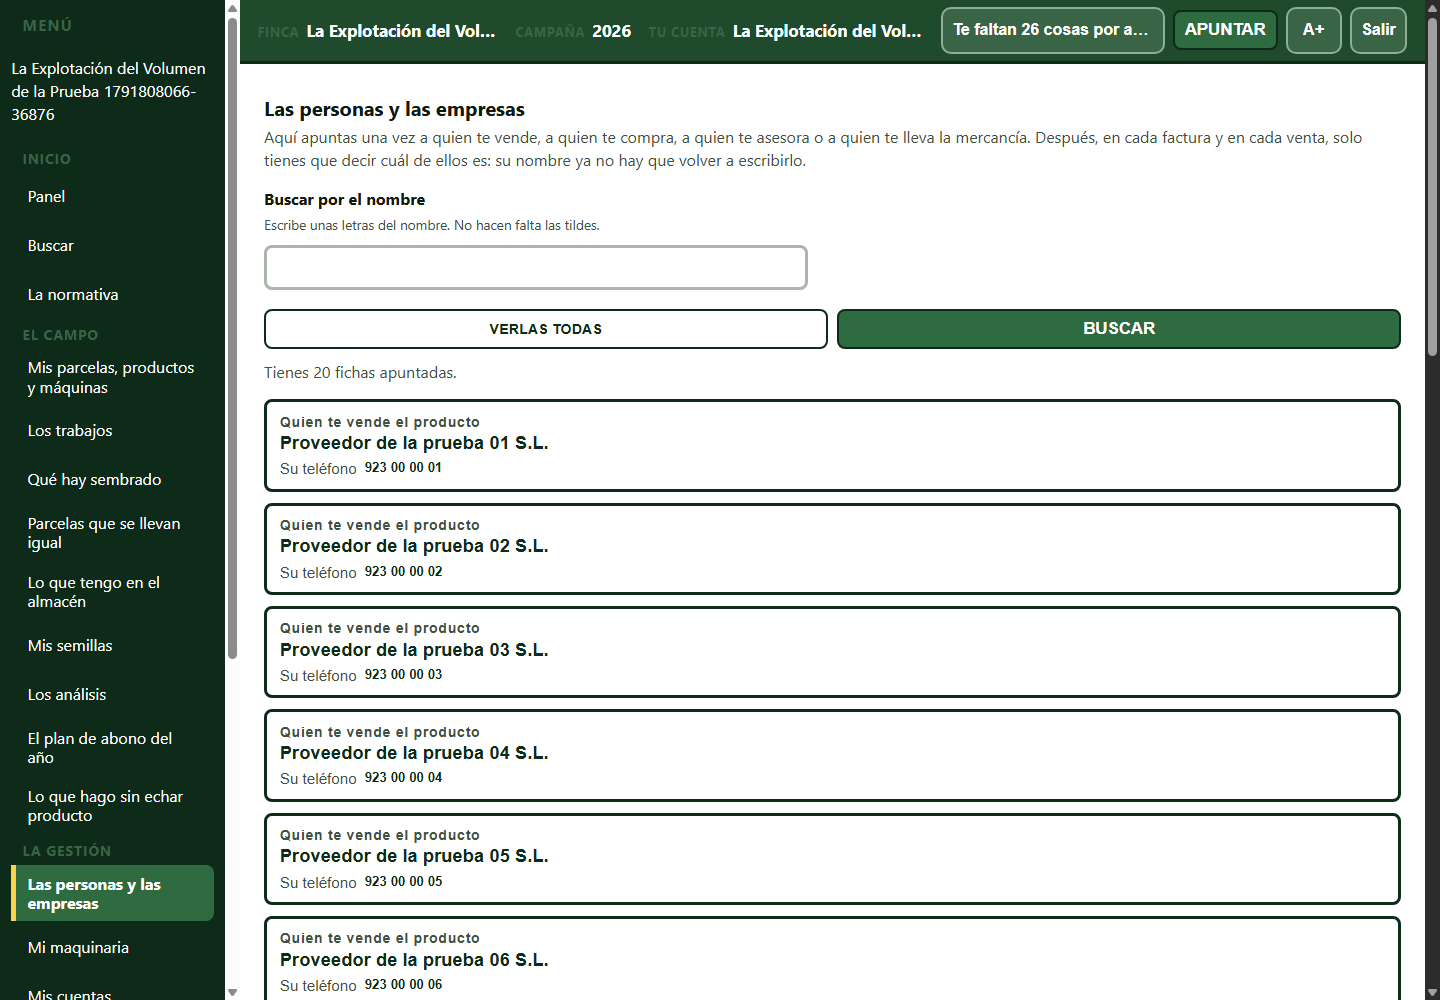 MENÚ
La Explotación del Volumen
de la Prueba 1791808066-
36876
INICIO
Panel
Buscar
La normativa
EL CAMPO
Mis parcelas, productos
y máquinas
Los trabajos
Qué hay sembrado
Parcelas que se llevan
igual
Lo que tengo en el
almacén
Mis semillas
Los análisis
El plan de abono del
año
Lo que hago sin echar
producto
LA GESTIÓN
Las personas y las
empresas
Mi maquinaria
Mis cuentas
FINCA La Explotación del Vol... CAMPAÑA 2026 TU CUENTA La Explotación del Vol... Te faltan 26 cosas por a... APUNTAR A+ Salir
Las personas y las empresas
Aquí apuntas una vez a quien te vende, a quien te compra, a quien te asesora o a quien te lleva la mercancía. Después, en cada factura y en cada venta, solo
tienes que decir cuál de ellos es: su nombre ya no hay que volver a escribirlo.
Buscar por el nombre
Escribe unas letras del nombre. No hacen falta las tildes.
VERLAS TODAS BUSCAR
Tienes 20 fichas apuntadas.
Quien te vende el producto
Proveedor de la prueba 01 S.L.
Su teléfono 923 00 00 01
Quien te vende el producto
Proveedor de la prueba 02 S.L.
Su teléfono 923 00 00 02
Quien te vende el producto
Proveedor de la prueba 03 S.L.
Su teléfono 923 00 00 03
Quien te vende el producto
Proveedor de la prueba 04 S.L.
Su teléfono 923 00 00 04
Quien te vende el producto
Proveedor de la prueba 05 S.L.
Su teléfono 923 00 00 05
Quien te vende el producto
Proveedor de la prueba 06 S.L.
Su teléfono 923 00 00 06